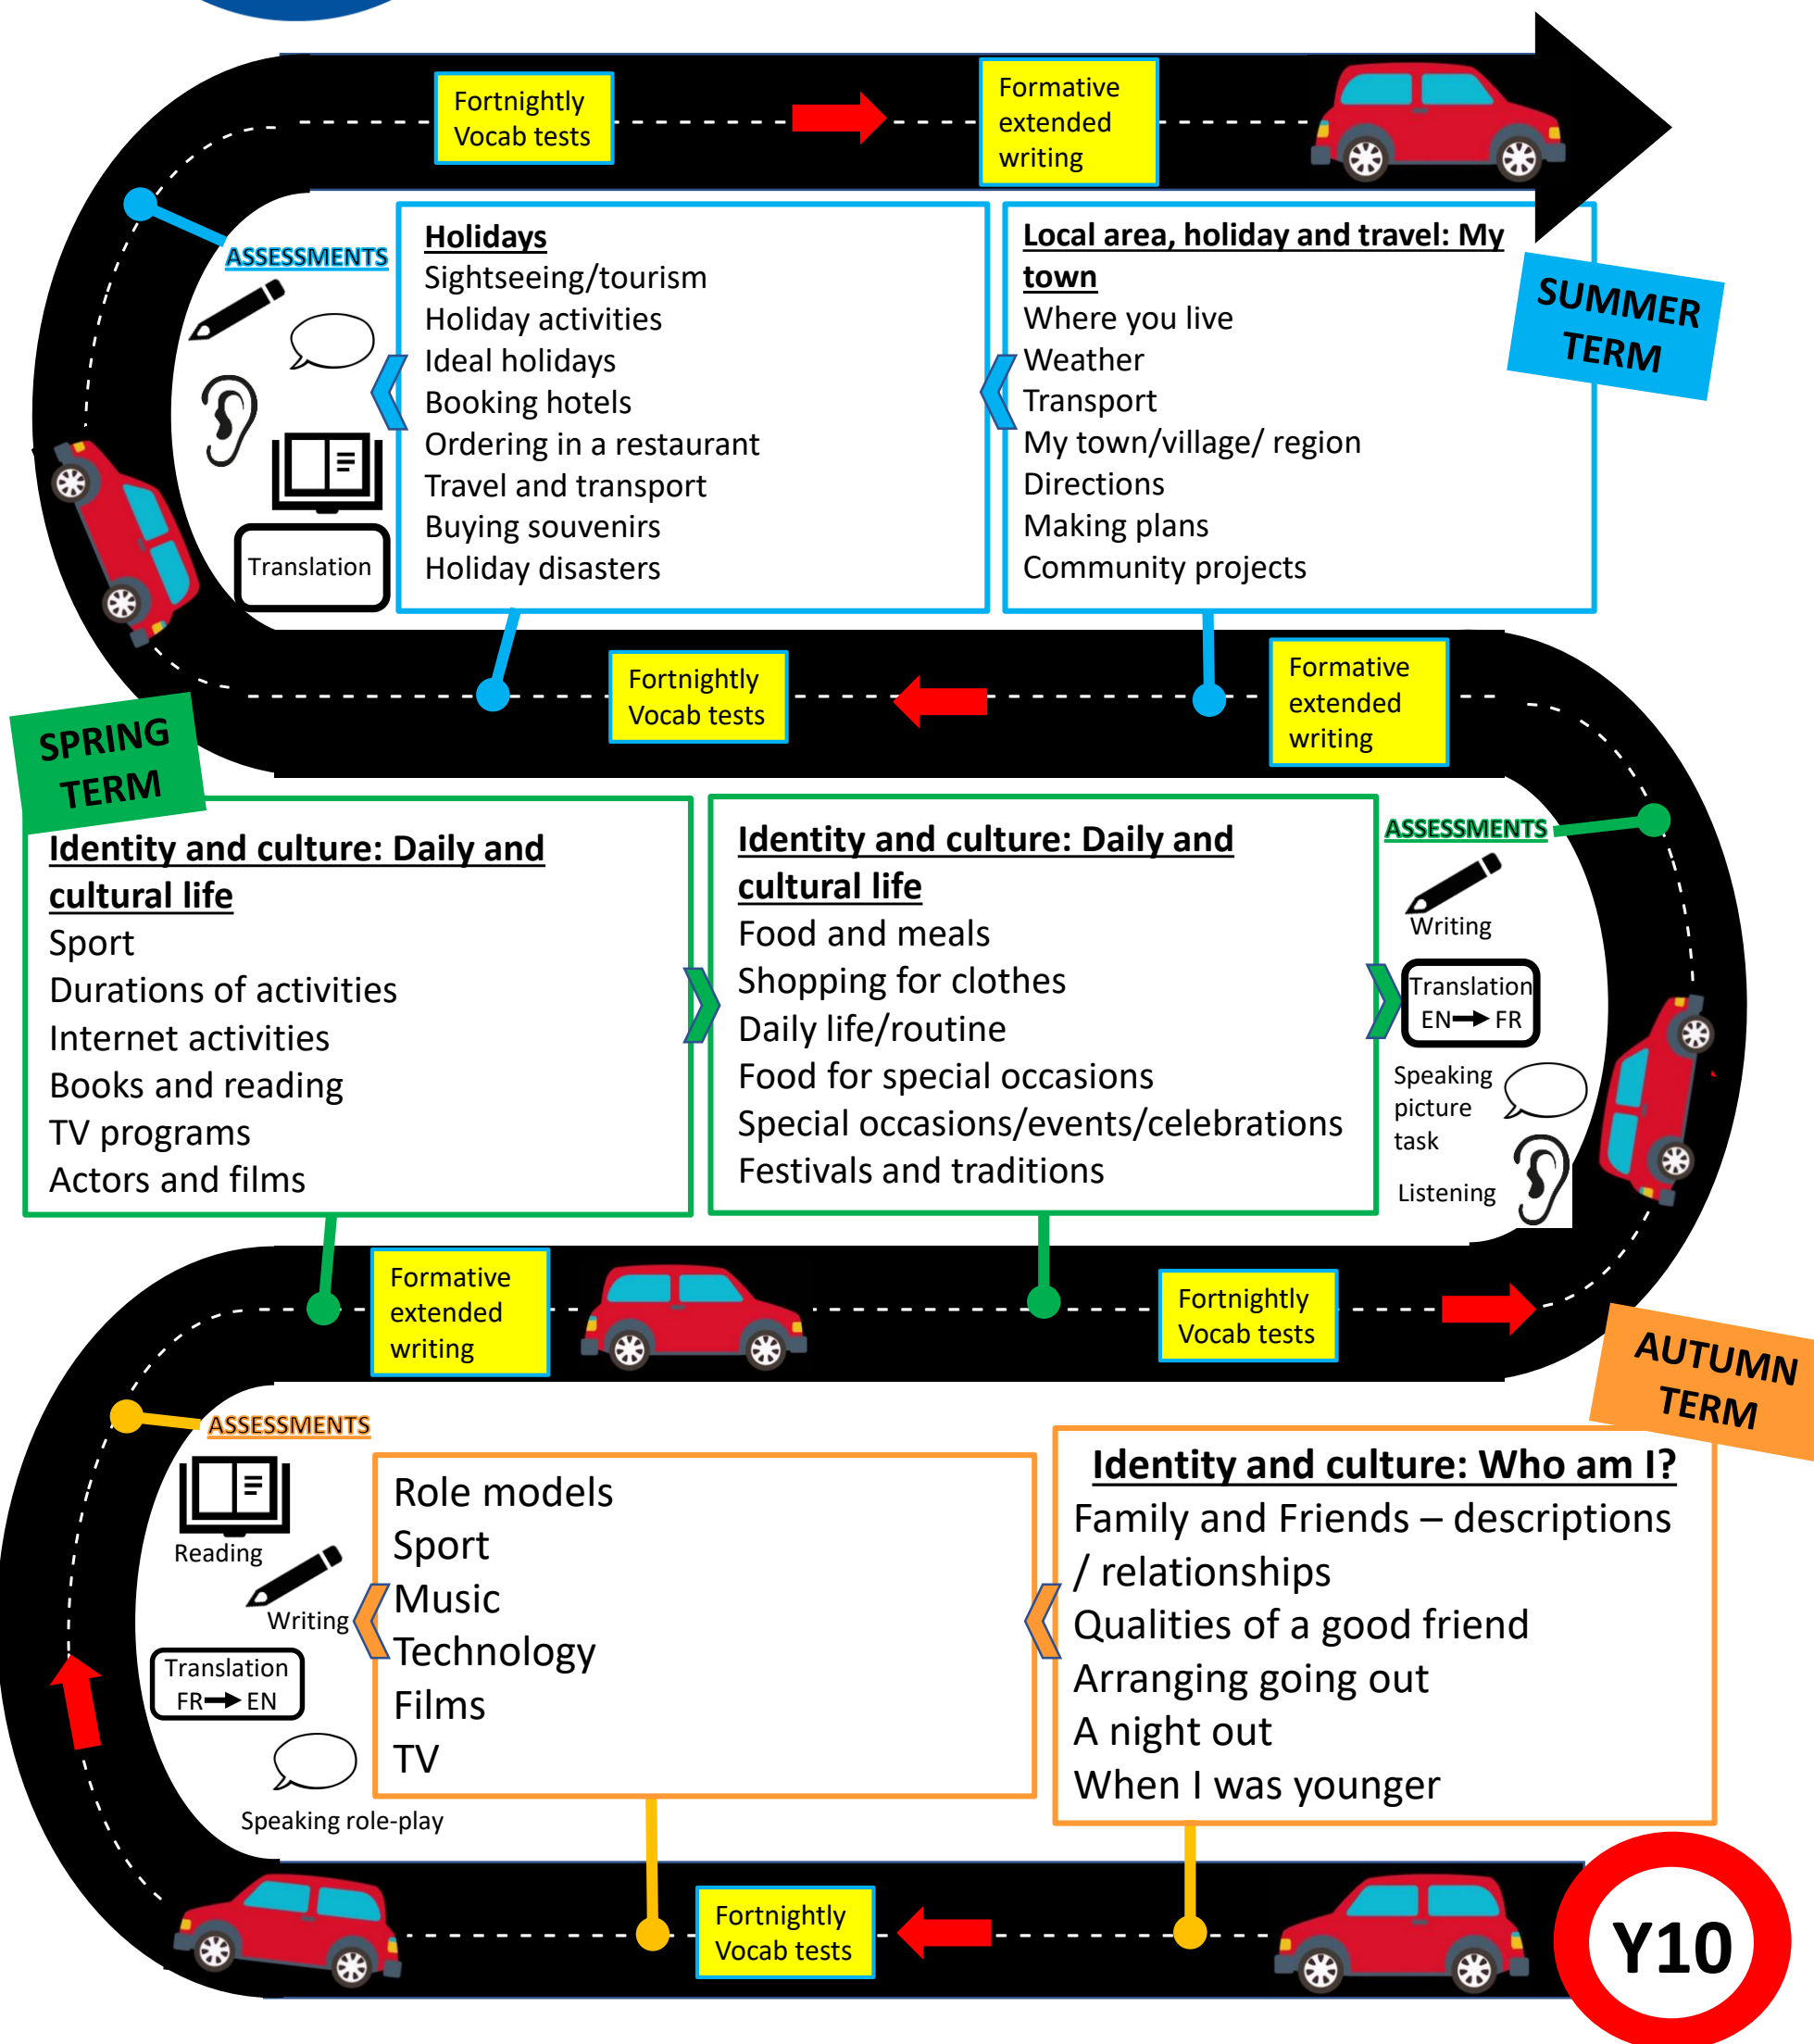 Fortnightly
Vocab tests
Formative
extended
writing
ASSESSMENTS
Translation
Holidays
Sightseeing/tourism
Holiday activities
Ideal holidays
Booking hotels
Ordering in a restaurant
Travel and transport
Buying souvenirs
Holiday disasters
Local area, holiday and travel: My
town
Where you live
Weather
Transport
My town/village/ region
Directions
Making plans
Community projects
SUMMER
TERM
Fortnightly
Vocab tests
Formative
extended
writing
SPRING
TERM
Identity and culture: Daily and
cultural life
Sport
Durations of activities
Internet activities
Books and reading
TV programs
Actors and films
Identity and culture: Daily and
cultural life
Food and meals
Shopping for clothes
Daily life/routine
Food for special occasions
Special occasions/events/celebrations
Festivals and traditions
ASSESSMENTS
Writing
Translation
EN FR
Speaking
picture
task
Listening
Formative
extended
writing
Fortnightly
Vocab tests
AUTUMN
TERM
ASSESSMENTS
Reading
Writing
Translation
FR EN
Speaking role-play
Role models
Sport
Music
Technology
Films
TV
Identity and culture: Who am I?
Family and Friends – descriptions
/ relationships
Qualities of a good friend
Arranging going out
A night out
When I was younger
Fortnightly
Vocab tests
Y10